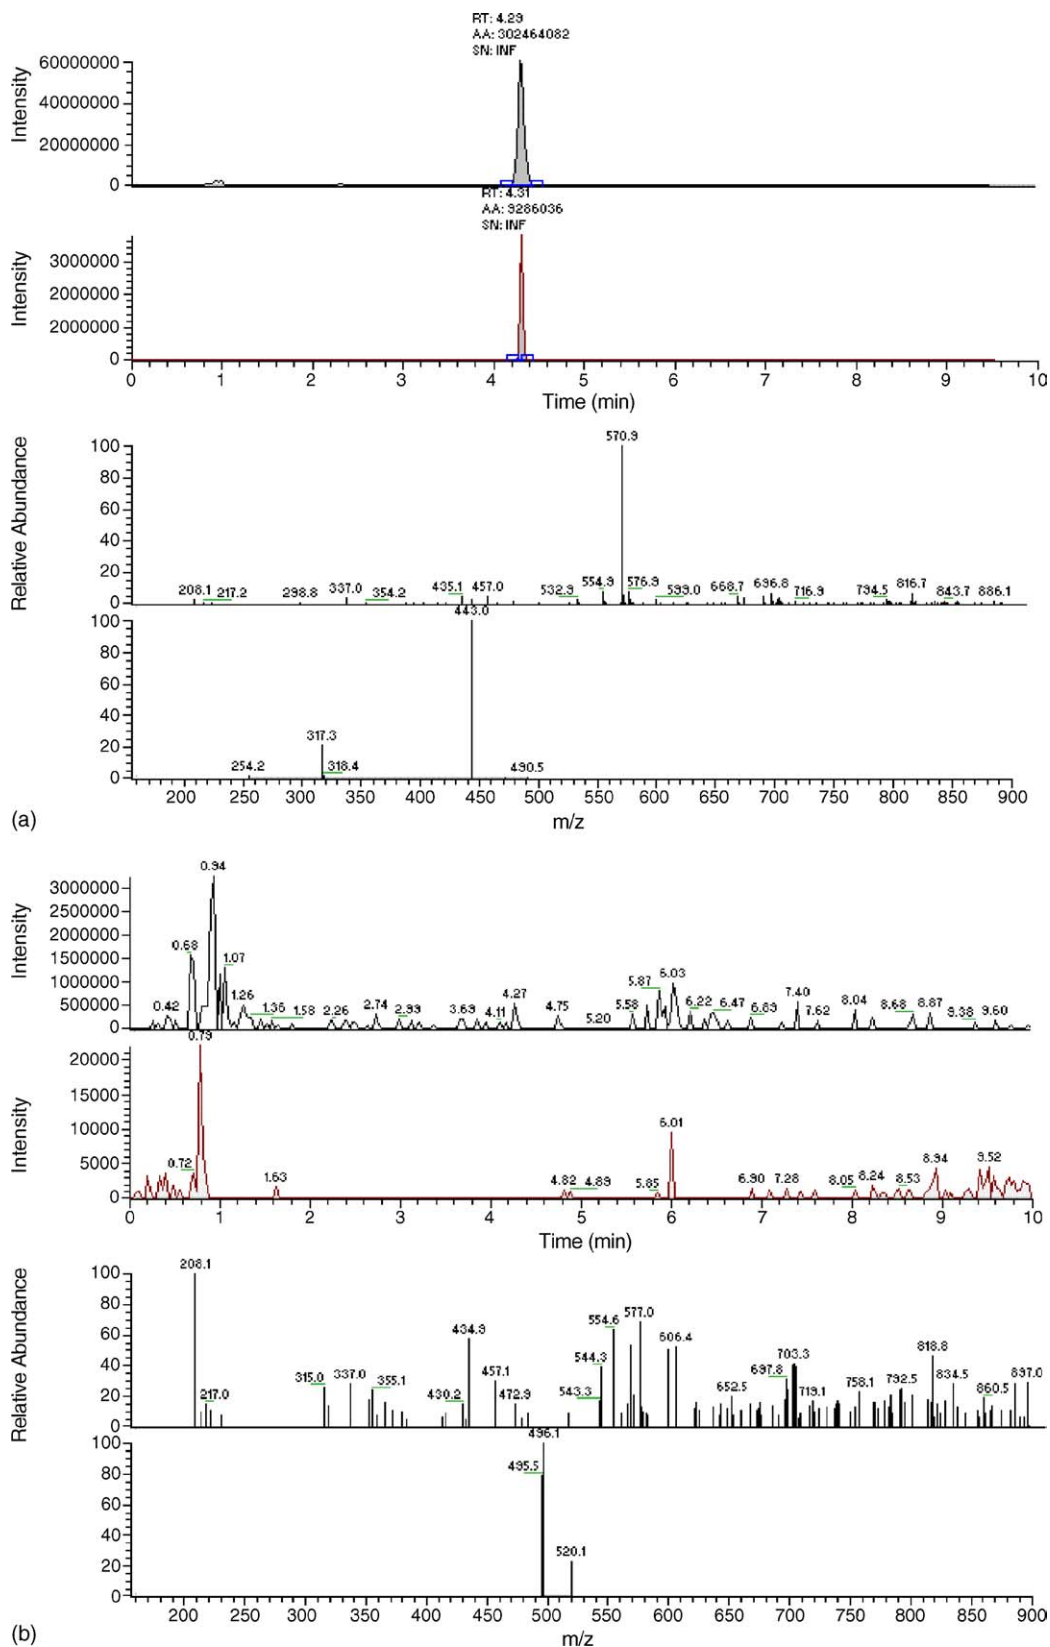 RT: 4.29
AA: 302464082
SN: INF
60000000
40000000
20000000
0
Intensity
RT: 4.31
AA: 9286036
SN: INF
3000000
2000000
2000000
0
Intensity
0 1 2 3 4 5 6 7 8 9 10
Time (min)
Relative Abundance
100
80
60
40
20
0
570.9
208.1 217.2 298.8 337.0 354.2 435.1 457.0 532.9 554.9 576.9 599.0 668.7 696.8 716.9 794.5 816.7 843.7 886.1
443.0
100
80
60
40
20
0
317.3
254.2 318.4 490.5
200 250 300 350 400 450 500 550 600 650 700 750 800 850 900
m/z
(a)
0.94
3000000
2500000
2000000
1500000
1000000
500000
0
Intensity
0.68 1.07
0.42 1.26 1.36 1.58 2.26 2.74 2.99 3.69 4.11 4.27 4.75 5.20 5.58 5.87 6.03 6.22 6.47 6.89 7.40 7.62 8.04 8.68 8.87 9.38 9.60
0.79
20000
15000
10000
5000
0
Intensity
0.72 1.63 4.82 4.89 5.85 6.01 6.90 7.28 8.05 8.24 8.53 8.94 9.52
0 1 2 3 4 5 6 7 8 9 10
Time (min)
Relative Abundance
100
80
60
40
20
0
208.1
217.0 315.0 337.0 355.1 430.2 434.9 457.1 472.9 543.3 544.3 554.6 577.0 606.4 652.5 697.8 703.3 719.1 758.1 792.5 818.8 834.5 860.5 897.0
496.1
100
80
60
40
20
0
495.5
520.1
200 250 300 350 400 450 500 550 600 650 700 750 800 850 900
m/z
(b)